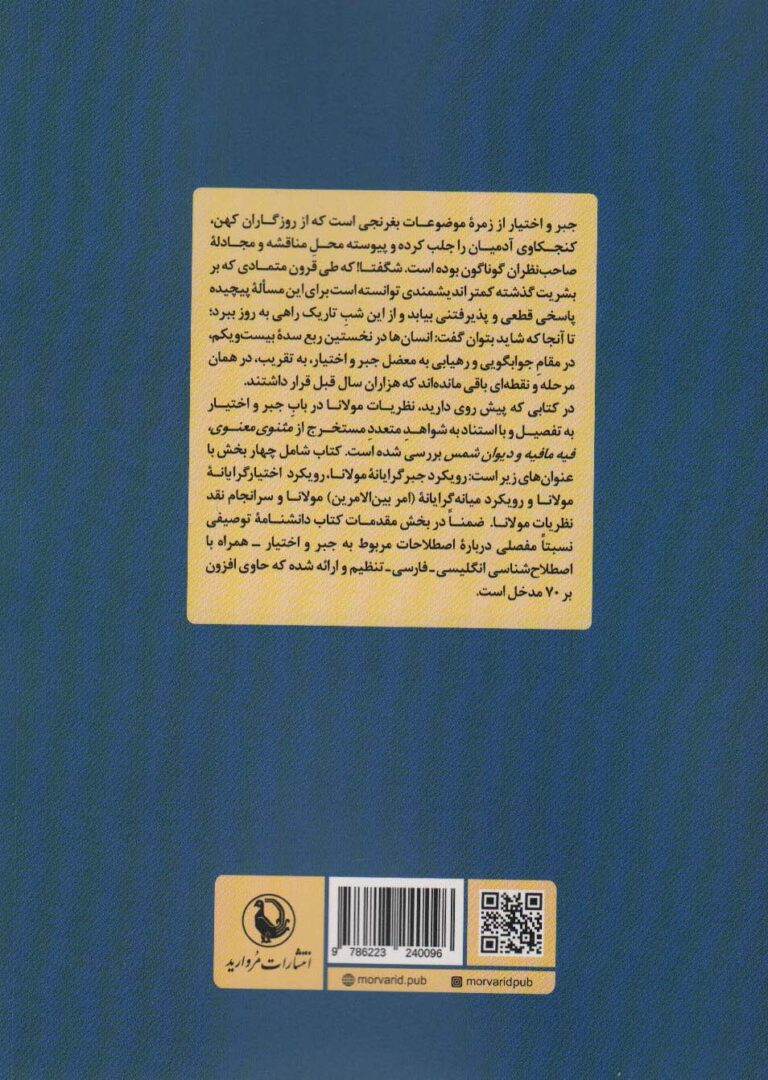 جبر و اختیار از زمرهٔ موضوعات بغرنجی است که از روزگاران کهن،
کنجکاوی آدمیان را جلب کرده و پیوسته محلِ مناقشه و مجادلهٔ
صاحب‌نظران گوناگون بوده است. شگفتا! که طی قرون متمادی که بر
بشریت گذشته کمتر اندیشمندی توانسته است برای این مسألهٔ پیچیده
پاسخی قطعی و پذیرفتنی بیابد و از این شبِ تاریک راهی به روز ببرد؛
تا آنجا که شاید بتوان گفت: انسان‌ها در نخستین ربع سدهٔ بیست‌ویکم،
در مقامِ جوابگویی و رهیابی به معضل جبر و اختیار، به تقریب، در همان
مرحله و نقطه‌ای باقی مانده‌اند که هزاران سال قبل قرار داشتند.
در کتابی که پیش روی دارید، نظریات مولانا در بابِ جبر و اختیار
به تفصیل و با استناد به شواهدِ متعددِ مستخرج از مثنوی معنوی،
فیه مافیه و دیوان شمس بررسی شده است. کتاب شامل چهار بخش با
عنوان‌های زیر است: رویکرد جبرگرایانهٔ مولانا، رویکرد اختیارگرایانهٔ
مولانا و رویکرد میانه‌گرایانهٔ (امر بین‌الامرین) مولانا و سرانجام نقد
نظریات مولانا. ضمناً در بخش مقدمات کتاب دانشنامهٔ توصیفی
نسبتاً مفصلی دربارهٔ اصطلاحات مربوط به جبر و اختیار ــ همراه با
اصطلاح‌شناسی انگلیسی-فارسی- تنظیم و ارائه شده که حاوی افزون
بر ۷۰ مدخل است.
انتشارات مُروارید
9 786223 240096
morvarid.pub
morvaridpub